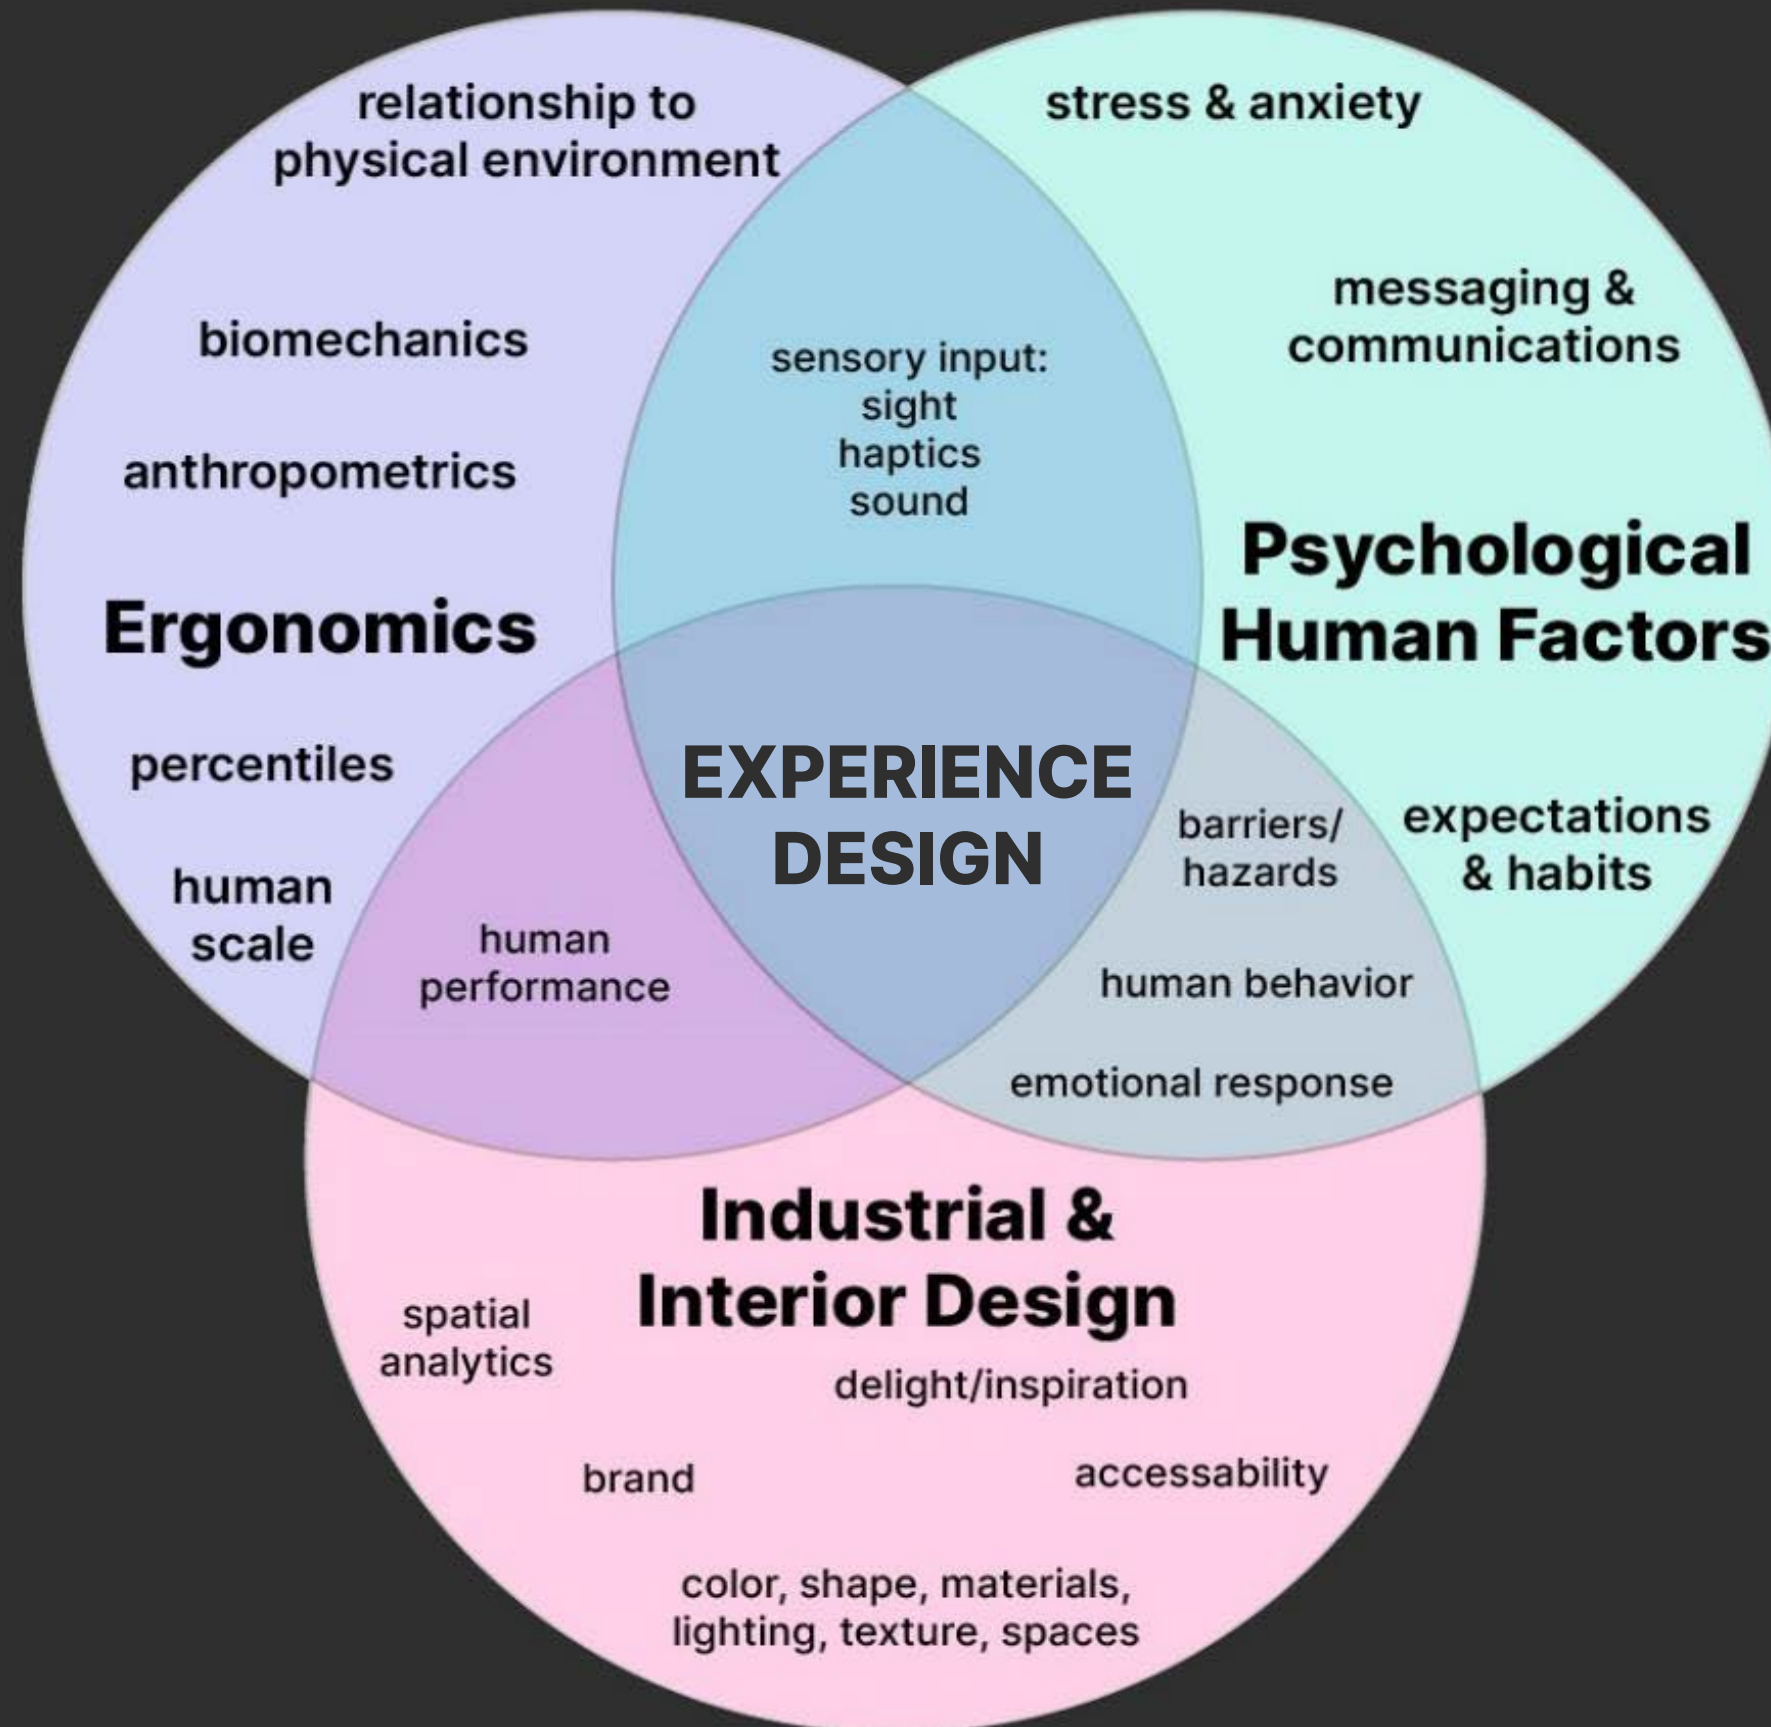 relationship to
physical environment
biomechanics
anthropometrics
Ergonomics
percentiles
human
scale
sensory input:
sight
haptics
sound
stress & anxiety
messaging &
communications
Psychological
Human Factors
expectations
& habits
EXPERIENCE
DESIGN
human
performance
barriers/
hazards
human behavior
emotional response
Industrial &
Interior Design
spatial
analytics
delight/inspiration
brand
accessability
color, shape, materials,
lighting, texture, spaces